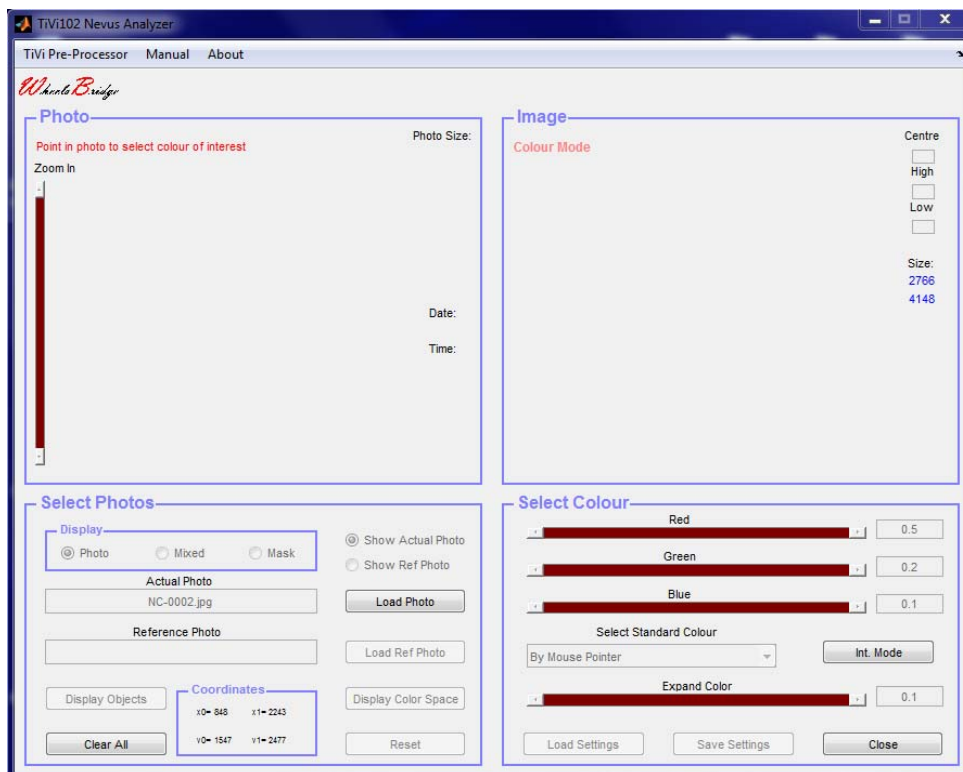 TiVi102 Nevus Analyzer
TiVi Pre-Processor Manual About
Wheels Bridge
Photo
Point in photo to select colour of interest
Photo Size:
Zoom In
Date:
Time:
Image
Colour Mode
Centre
High
Low
Size:
2766
4148
Select Photos
Display
Photo Mixed Mask
Show Actual Photo
Show Ref Photo
Actual Photo
NC-0002.jpg
Load Photo
Reference Photo
Load Ref Photo
Display Objects
Coordinates
x0= 848 x1= 2243
y0= 1547 y1= 2477
Display Color Space
Clear All
Reset
Select Colour
Red
0.5
Green
0.2
Blue
0.1
Select Standard Colour
By Mouse Pointer
Int. Mode
Expand Color
0.1
Load Settings
Save Settings
Close